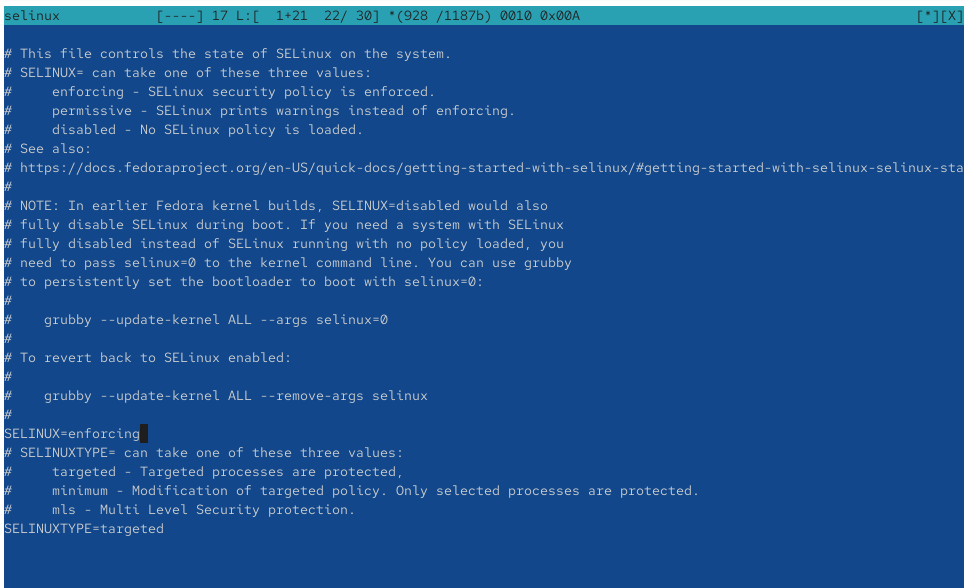 selinux [----] 17 L:[ 1+21 22/ 30] *(928 /1187b) 0010 0x00A [*][X]
# This file controls the state of SELinux on the system.
# SELINUX= can take one of these three values:
#     enforcing - SELinux security policy is enforced.
#     permissive - SELinux prints warnings instead of enforcing.
#     disabled - No SELinux policy is loaded.
# See also:
# https://docs.fedoraproject.org/en-US/quick-docs/getting-started-with-selinux/#getting-started-with-selinux-selinux-sta
#
# NOTE: In earlier Fedora kernel builds, SELINUX=disabled would also
# fully disable SELinux during boot. If you need a system with SELinux
# fully disabled instead of SELinux running with no policy loaded, you
# need to pass selinux=0 to the kernel command line. You can use grubby
# to persistently set the bootloader to boot with selinux=0:
#
#    grubby --update-kernel ALL --args selinux=0
#
# To revert back to SELinux enabled:
#
#    grubby --update-kernel ALL --remove-args selinux
#
SELINUX=enforcing
# SELINUXTYPE= can take one of these three values:
#     targeted - Targeted processes are protected,
#     minimum - Modification of targeted policy. Only selected processes are protected.
#     mls - Multi Level Security protection.
SELINUXTYPE=targeted